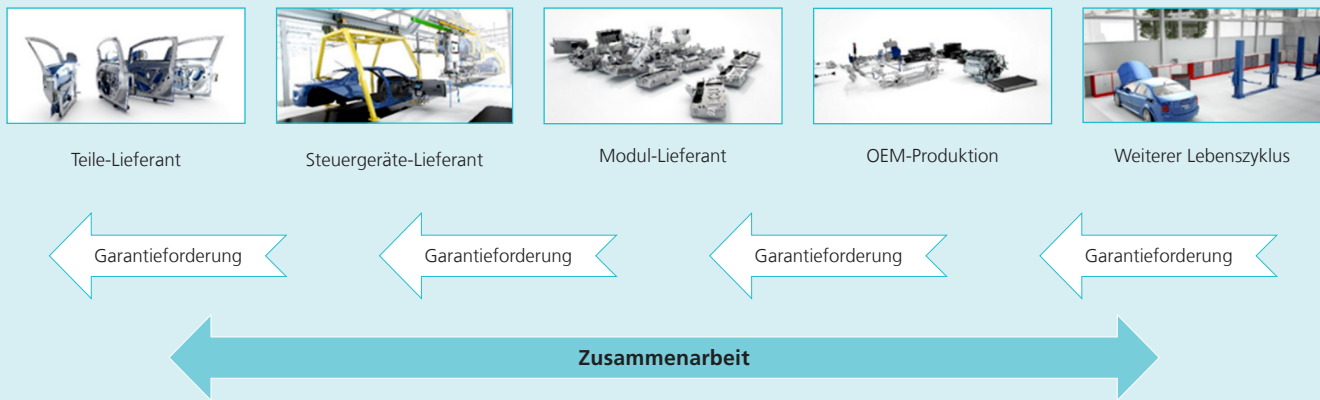 Teile-Lieferant
Steuergeräte-Lieferant
Modul-Lieferant
OEM-Produktion
Weiterer Lebenszyklus
Garantieforderung
Garantieforderung
Garantieforderung
Garantieforderung
Zusammenarbeit